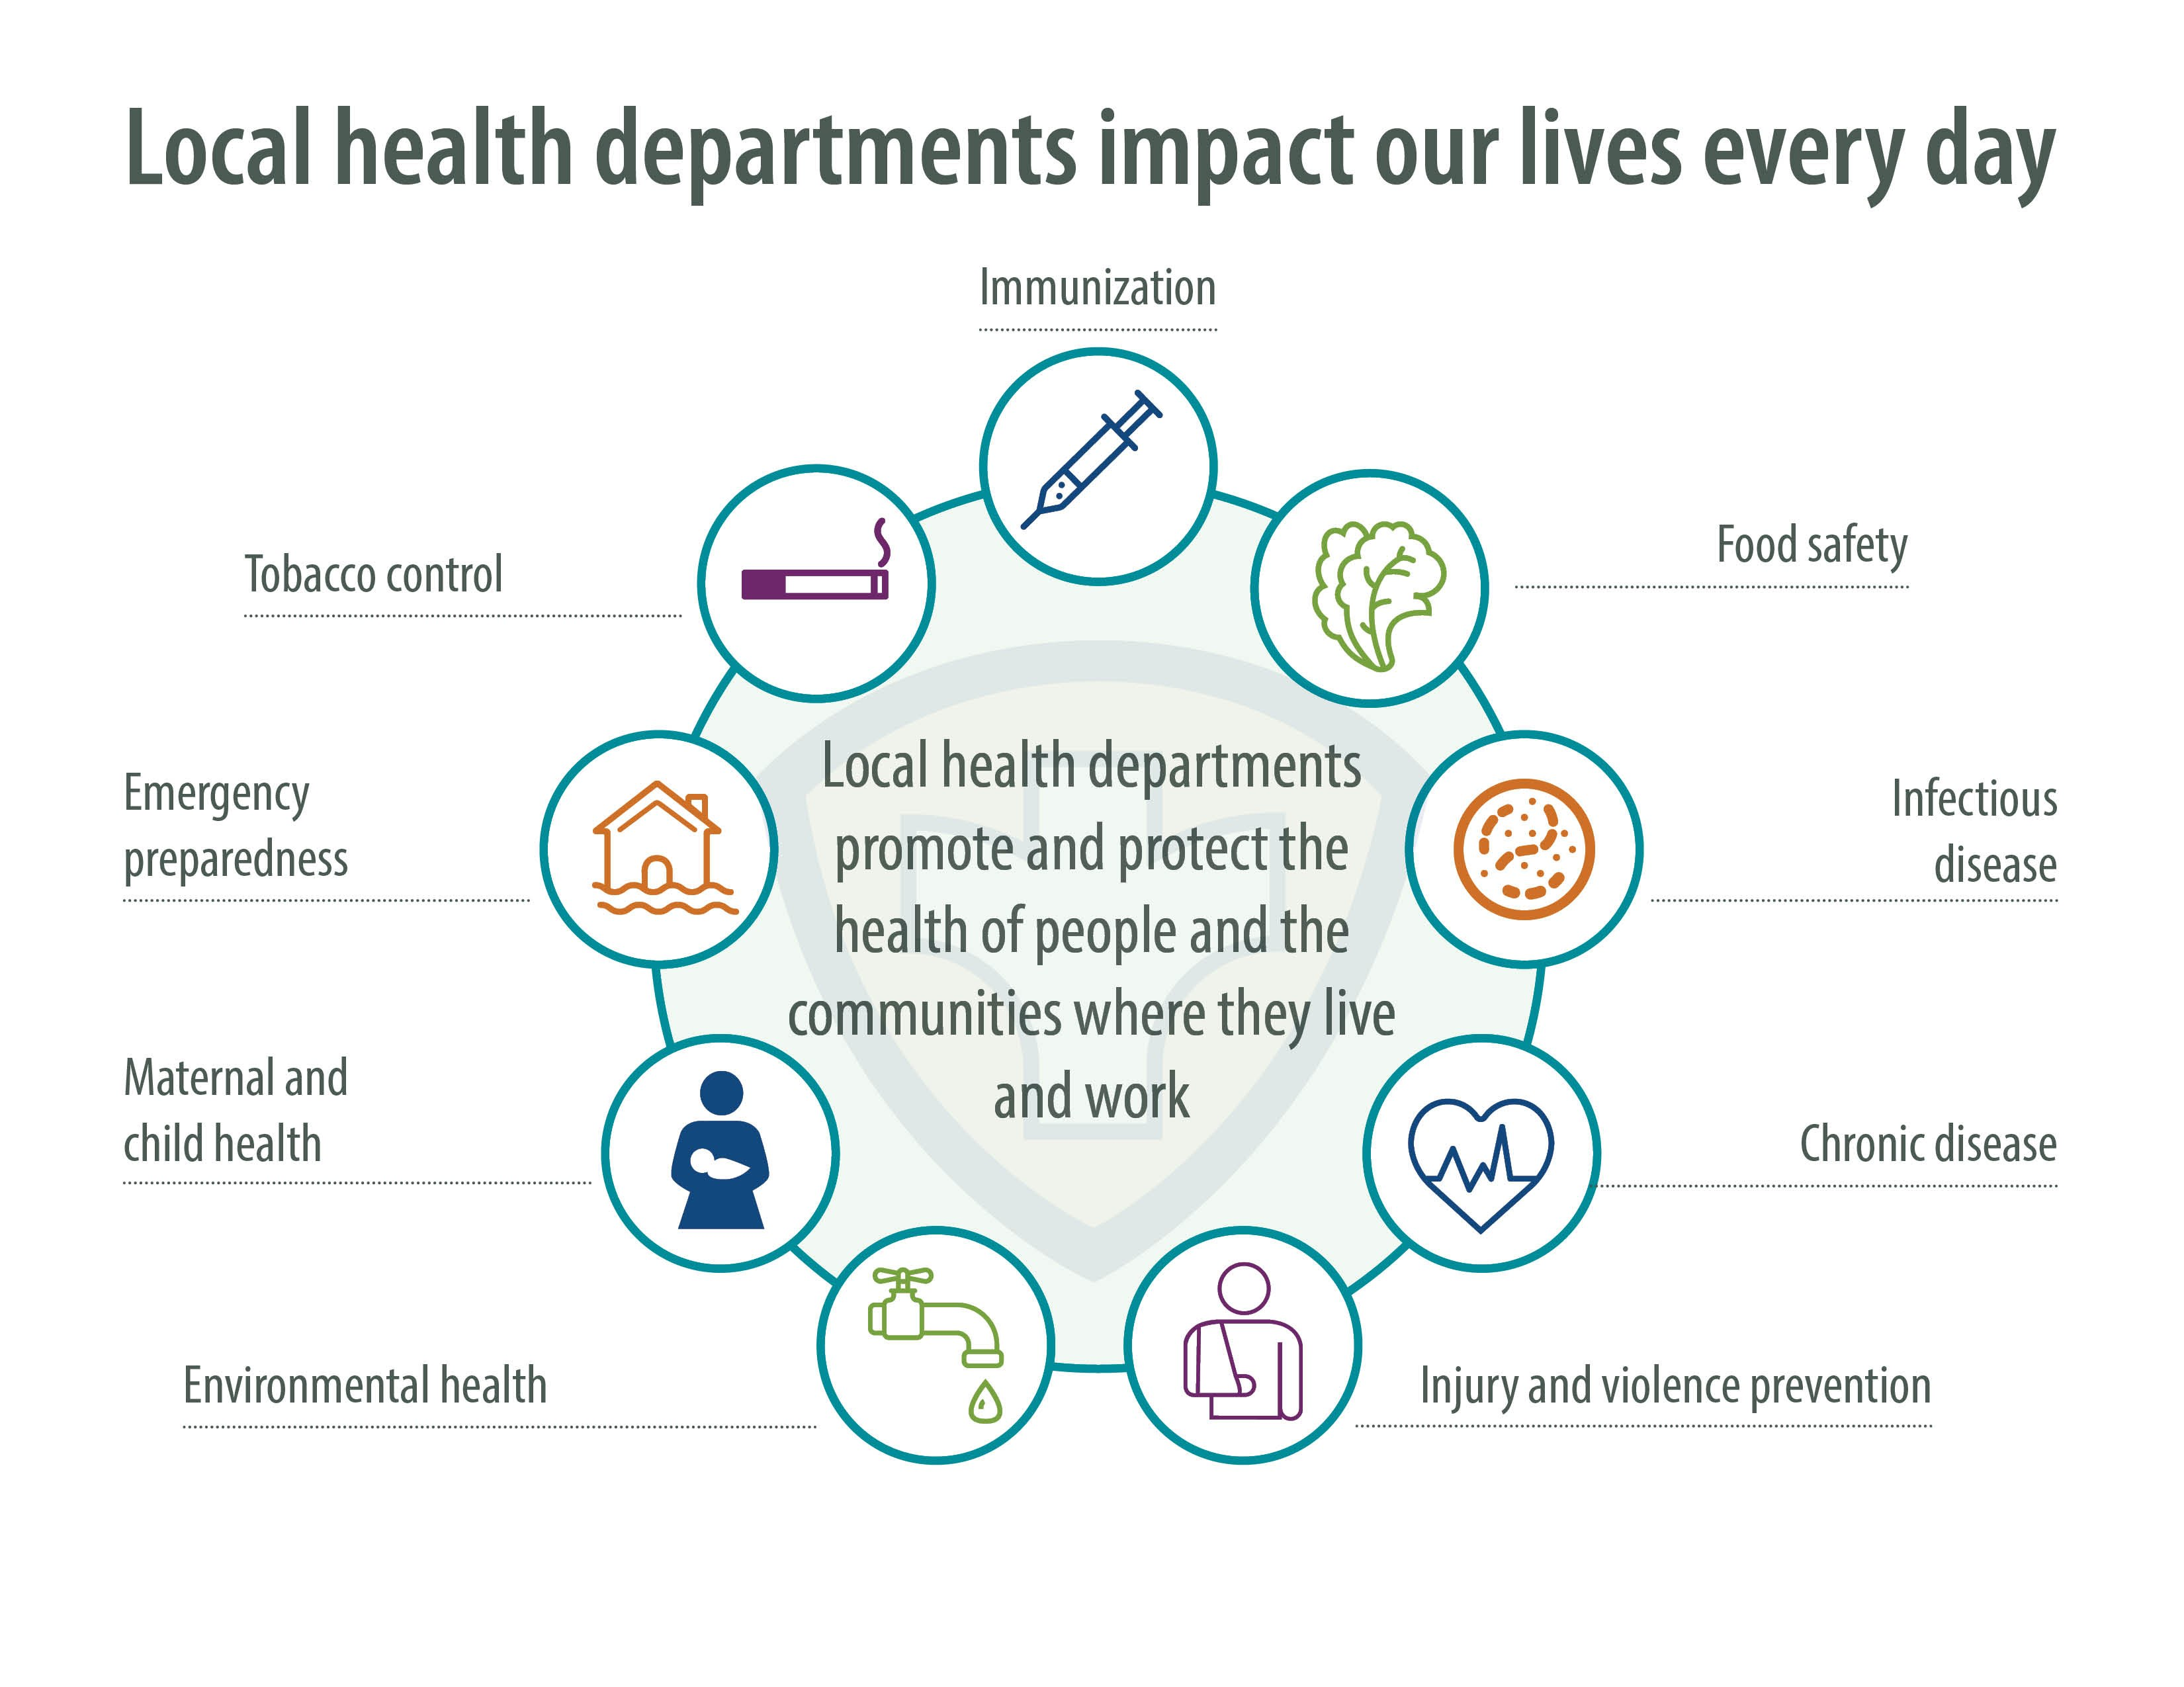 Local health departments impact our lives every day
Immunization
Tobacco control
Food safety
Emergency
preparedness
Infectious
disease
Local health departments
promote and protect the
health of people and the
communities where they live
and work
Maternal and
child health
Chronic disease
Environmental health
Injury and violence prevention